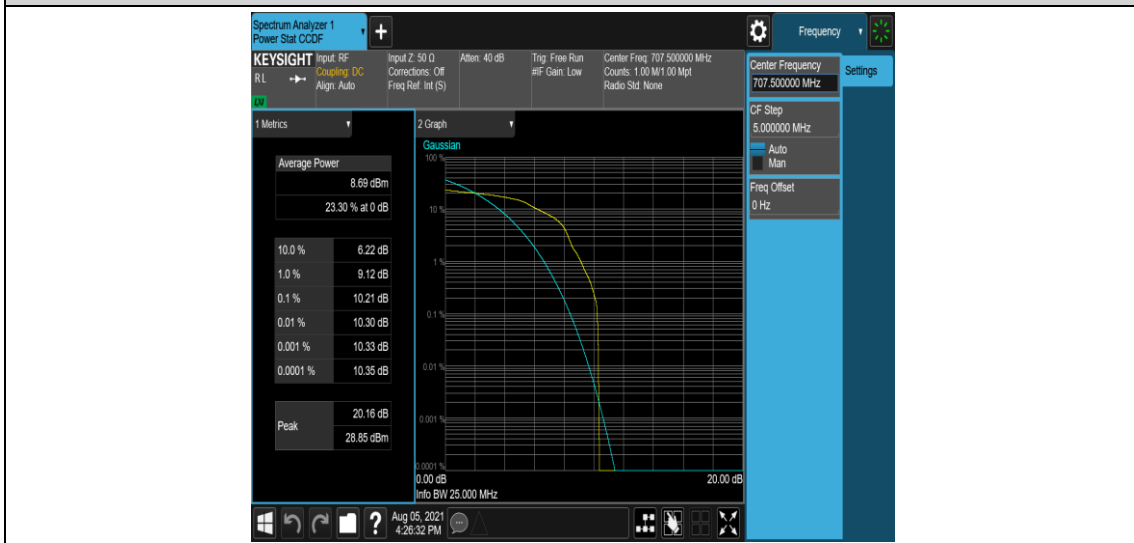 Spectrum Analyzer 1
Power Stat CCDF
+
Frequency
KEYSIGHT
RL
LXI
Input: RF
Coupling: DC
Align: Auto
Input Z: 50 Ω
Corrections: Off
Freq Ref: Int (S)
Atten: 40 dB
Trig: Free Run
#IF Gain: Low
Center Freq: 707.500000 MHz
Counts: 1.00 M/1.00 Mpt
Radio Std: None
Center Frequency
707.500000 MHz
Settings
CF Step
5.000000 MHz
Auto
Man
Freq Offset
0 Hz
1 Metrics
Average Power
8.69 dBm
23.30 % at 0 dB
10.0 % 6.22 dB
1.0 % 9.12 dB
0.1 % 10.21 dB
0.01 % 10.30 dB
0.001 % 10.33 dB
0.0001 % 10.35 dB
Peak
20.16 dB
28.85 dBm
2 Graph
Gaussian
100 %
10 %
1 %
0.1 %
0.01 %
0.001 %
0.0001 %
0.00 dB 20.00 dB
Info BW 25.000 MHz
?
Aug 05, 2021
4:26:32 PM